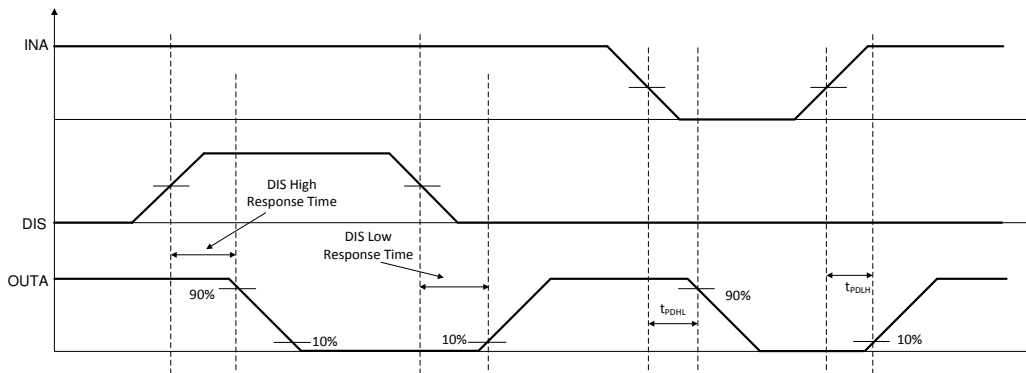 INA
DIS High
Response Time
DIS
DIS Low
Response Time
OUTA
90%
10%
10%
tPDHL
90%
tPDLH
10%